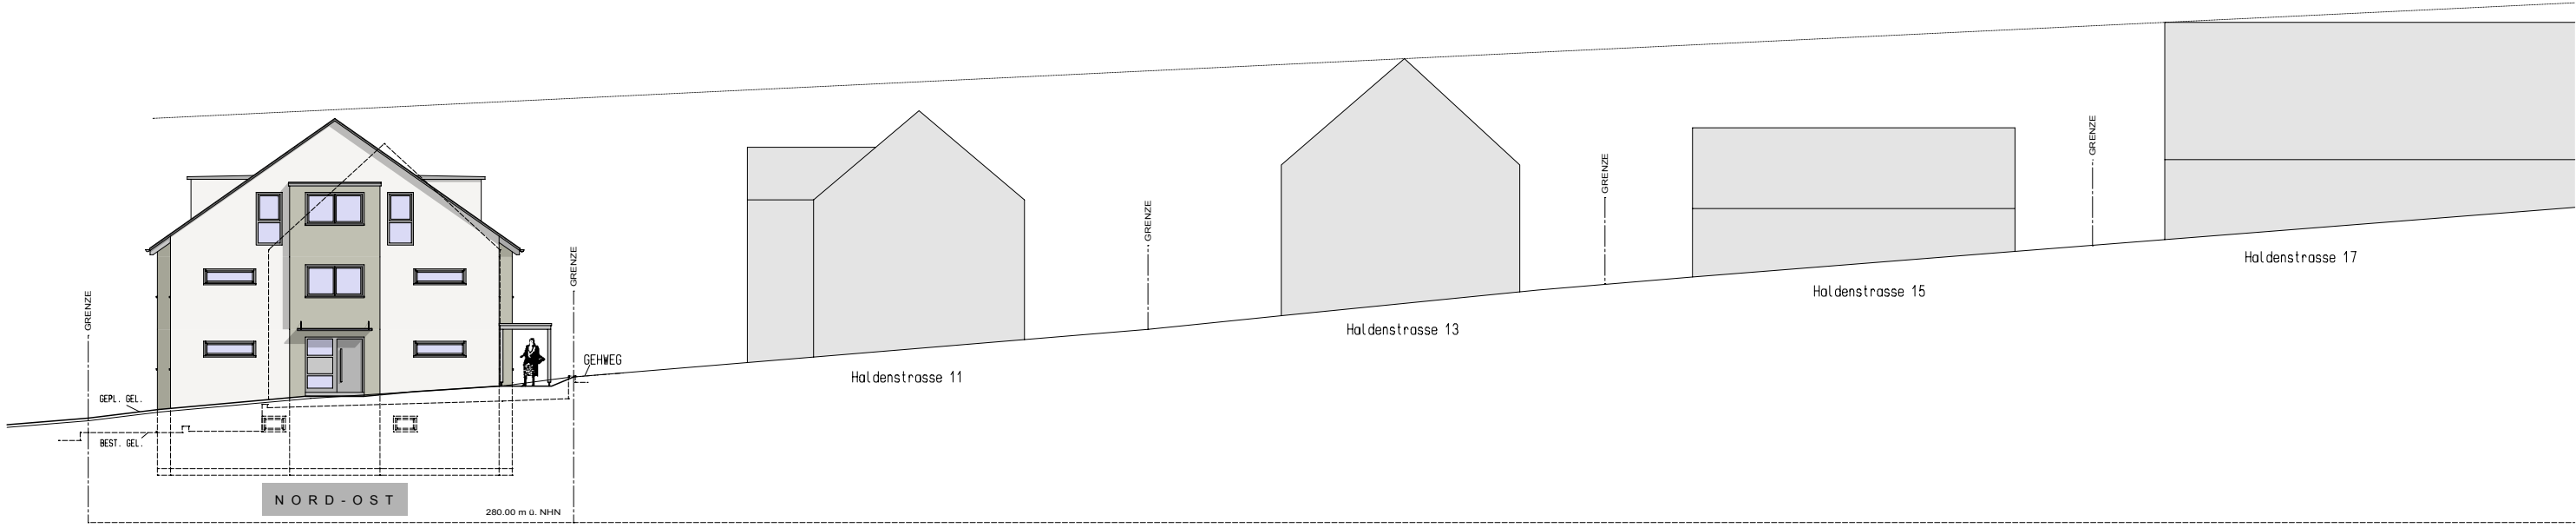 GRENZE
GEPL. GEL.
BEST. GEL.
NORD-OST
280.00 m ü. NHN
GRENZE
GEHWEG
Haldenstrasse 11
GRENZE
Haldenstrasse 13
GRENZE
Haldenstrasse 15
GRENZE
Haldenstrasse 17